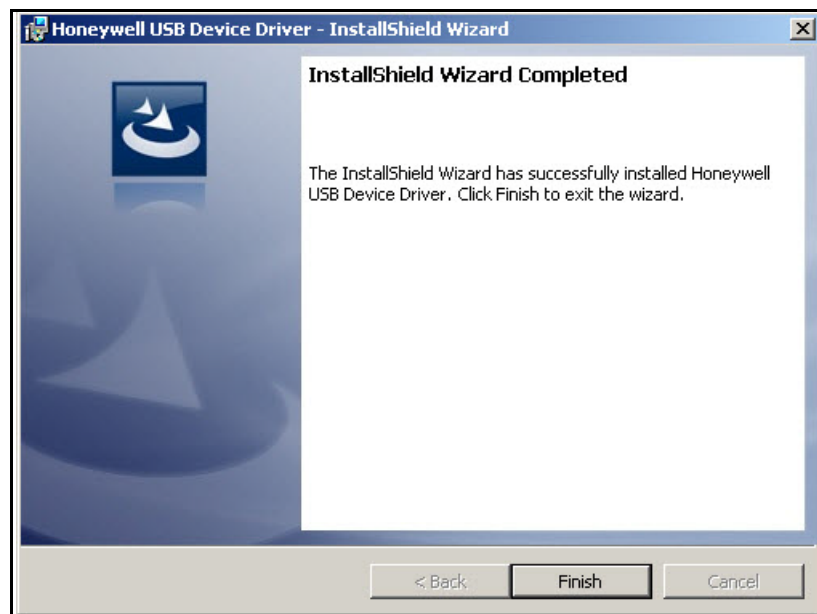 Honeywell USB Device Driver - InstallShield Wizard
InstallShield Wizard Completed
The InstallShield Wizard has successfully installed Honeywell
USB Device Driver. Click Finish to exit the wizard.
< Back
Finish
Cancel